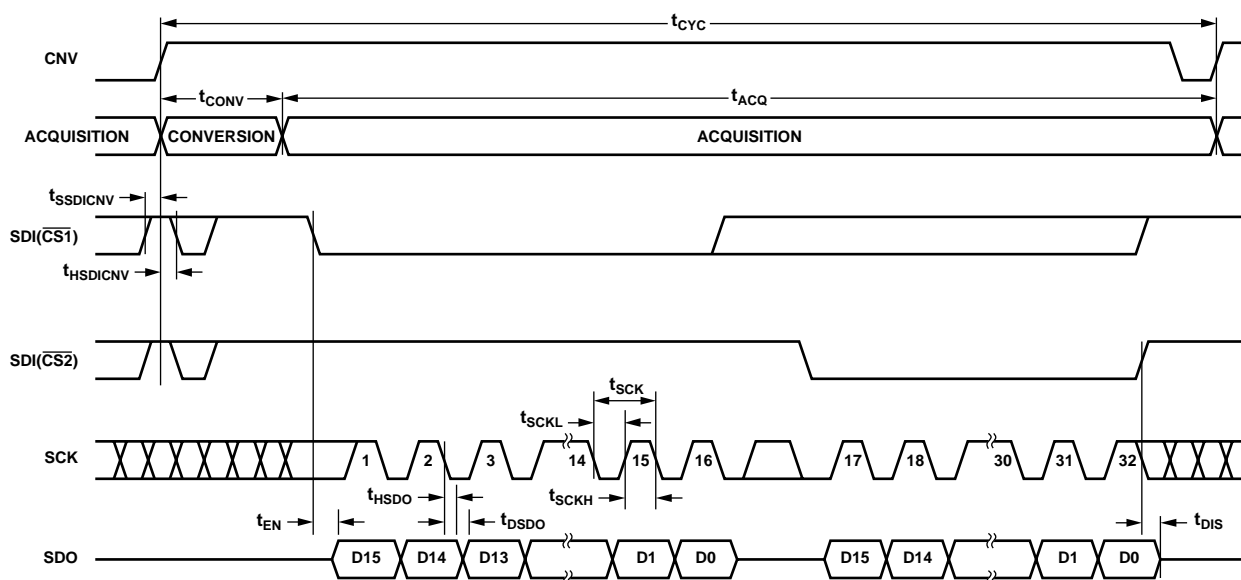 tCYC
CNV
tCONV
tACQ
ACQUISITION
CONVERSION
ACQUISITION
tSSDICNV
SDI(CS1)
tHSDICNV
SDI(CS2)
tSCK
tSCKL
SCK
1 2 3 14 15 16 17 18 30 31 32
tHSDO
tSCKH
tEN
tDSDO
tDIS
SDO
D15 D14 D13 D1 D0 D15 D14 D1 D0